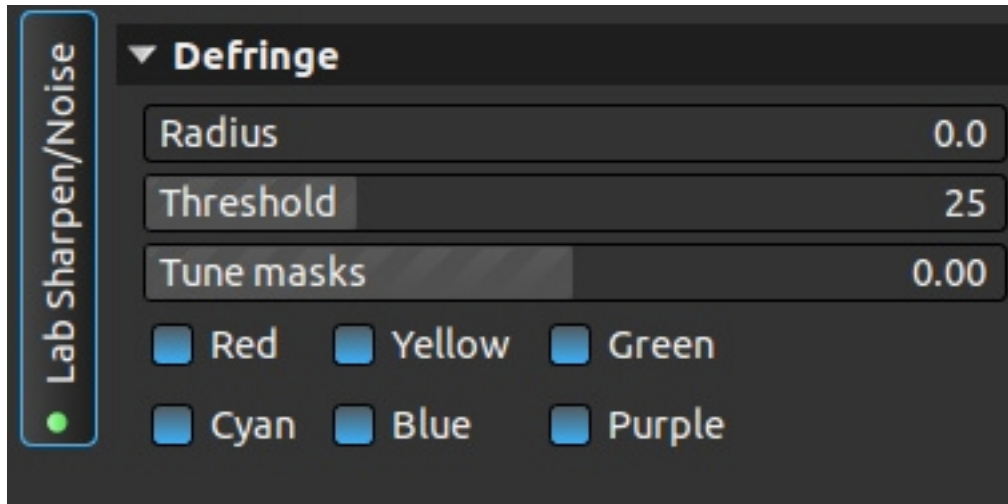 Lab Sharpen/Noise
Defringe
Radius 0.0
Threshold 25
Tune masks 0.00
Red Yellow Green
Cyan Blue Purple